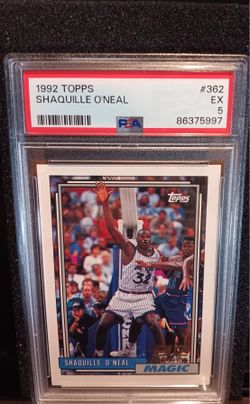 1992 TOPPS #362
SHAQUILLE O'NEAL EX
PSA 5
86375997
Topps
32
SHAQUILLE O'NEAL
MAGIC